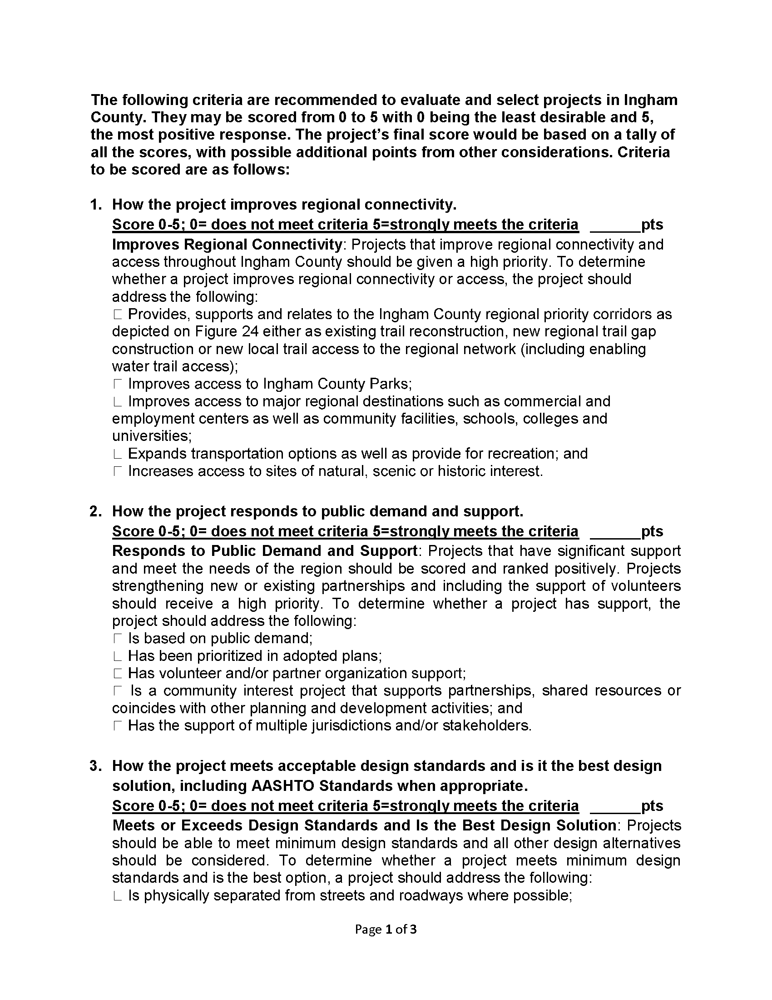 The following criteria are recommended to evaluate and select projects in Ingham
County. They may be scored from 0 to 5 with 0 being the least desirable and 5,
the most positive response. The project’s final score would be based on a tally of
all the scores, with possible additional points from other considerations. Criteria
to be scored are as follows:
1. How the project improves regional connectivity.
Score 0-5; 0= does not meet criteria 5=strongly meets the criteria ______pts
Improves Regional Connectivity: Projects that improve regional connectivity and
access throughout Ingham County should be given a high priority. To determine
whether a project improves regional connectivity or access, the project should
address the following:
□ Provides, supports and relates to the Ingham County regional priority corridors as
depicted on Figure 24 either as existing trail reconstruction, new regional trail gap
construction or new local trail access to the regional network (including enabling
water trail access);
□ Improves access to Ingham County Parks;
□ Improves access to major regional destinations such as commercial and
employment centers as well as community facilities, schools, colleges and
universities;
□ Expands transportation options as well as provide for recreation; and
□ Increases access to sites of natural, scenic or historic interest.
2. How the project responds to public demand and support.
Score 0-5; 0= does not meet criteria 5=strongly meets the criteria ______pts
Responds to Public Demand and Support: Projects that have significant support
and meet the needs of the region should be scored and ranked positively. Projects
strengthening new or existing partnerships and including the support of volunteers
should receive a high priority. To determine whether a project has support, the
project should address the following:
□ Is based on public demand;
□ Has been prioritized in adopted plans;
□ Has volunteer and/or partner organization support;
□ Is a community interest project that supports partnerships, shared resources or
coincides with other planning and development activities; and
□ Has the support of multiple jurisdictions and/or stakeholders.
3. How the project meets acceptable design standards and is it the best design
solution, including AASHTO Standards when appropriate.
Score 0-5; 0= does not meet criteria 5=strongly meets the criteria ______pts
Meets or Exceeds Design Standards and Is the Best Design Solution: Projects
should be able to meet minimum design standards and all other design alternatives
should be considered. To determine whether a project meets minimum design
standards and is the best option, a project should address the following:
□ Is physically separated from streets and roadways where possible;
Page 1 of 3